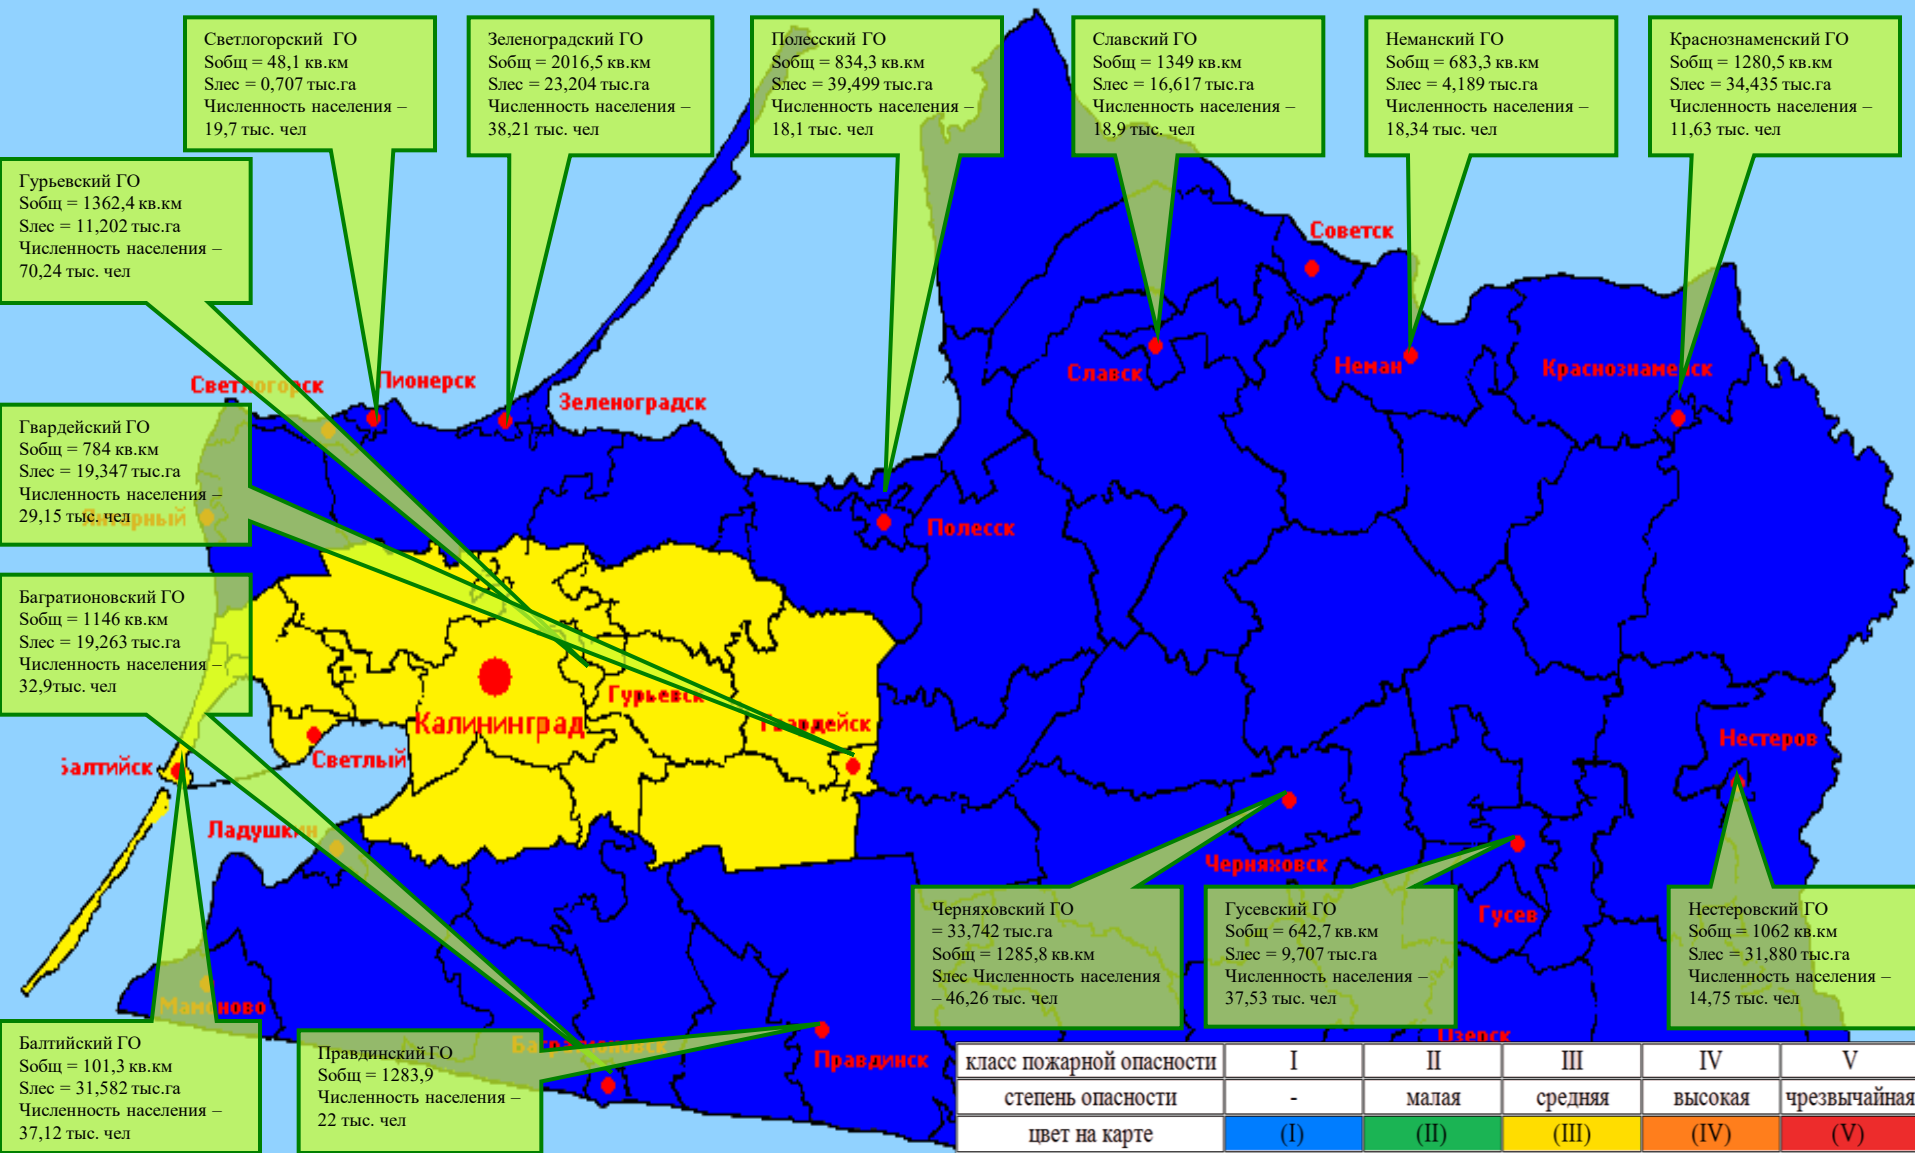 Светлогорский ГО
Sобщ = 48,1 кв.км
Sлес = 0,707 тыс.га
Численность населения –
19,7 тыс. чел
Зеленоградский ГО
Sобщ = 2016,5 кв.км
Sлес = 23,204 тыс.га
Численность населения –
38,21 тыс. чел
Полесский ГО
Sобщ = 834,3 кв.км
Sлес = 39,499 тыс.га
Численность населения –
18,1 тыс. чел
Славский ГО
Sобщ = 1349 кв.км
Sлес = 16,617 тыс.га
Численность населения –
18,9 тыс. чел
Неманский ГО
Sобщ = 683,3 кв.км
Sлес = 4,189 тыс.га
Численность населения –
18,34 тыс. чел
Краснознаменский ГО
Sобщ = 1280,5 кв.км
Sлес = 34,435 тыс.га
Численность населения –
11,63 тыс. чел
Гурьевский ГО
Sобщ = 1362,4 кв.км
Sлес = 11,202 тыс.га
Численность населения –
70,24 тыс. чел
Советск
Славск
Неман
Краснознаменск
Светлогорск
Пионерск
Зеленоградск
Гвардейский ГО
Sобщ = 784 кв.км
Sлес = 19,347 тыс.га
Численность населения –
29,15 тыс. чел
Янтарный
Полесск
Багратионовский ГО
Sобщ = 1146 кв.км
Sлес = 19,263 тыс.га
Численность населения –
32,9тыс. чел
Гурьевск
Калининград
Гвардейск
Нестеров
Светлый
Балтийск
Ладушкин
Черняховск
Гусев
Черняховский ГО
= 33,742 тыс.га
Sобщ = 1285,8 кв.км
Sлес Численность населения
– 46,26 тыс. чел
Гусевский ГО
Sобщ = 642,7 кв.км
Sлес = 9,707 тыс.га
Численность населения –
37,53 тыс. чел
Нестеровский ГО
Sобщ = 1062 кв.км
Sлес = 31,880 тыс.га
Численность населения –
14,75 тыс. чел
Мамоново
Балтийский ГО
Sобщ = 101,3 кв.км
Sлес = 31,582 тыс.га
Численность населения –
37,12 тыс. чел
Правдинский ГО
Sобщ = 1283,9
Численность населения –
22 тыс. чел
Багратионовск
Правдинск
Озерск
класс пожарной опасности I II III IV V
степень опасности - малая средняя высокая чрезвычайная
цвет на карте (I) (II) (III) (IV) (V)